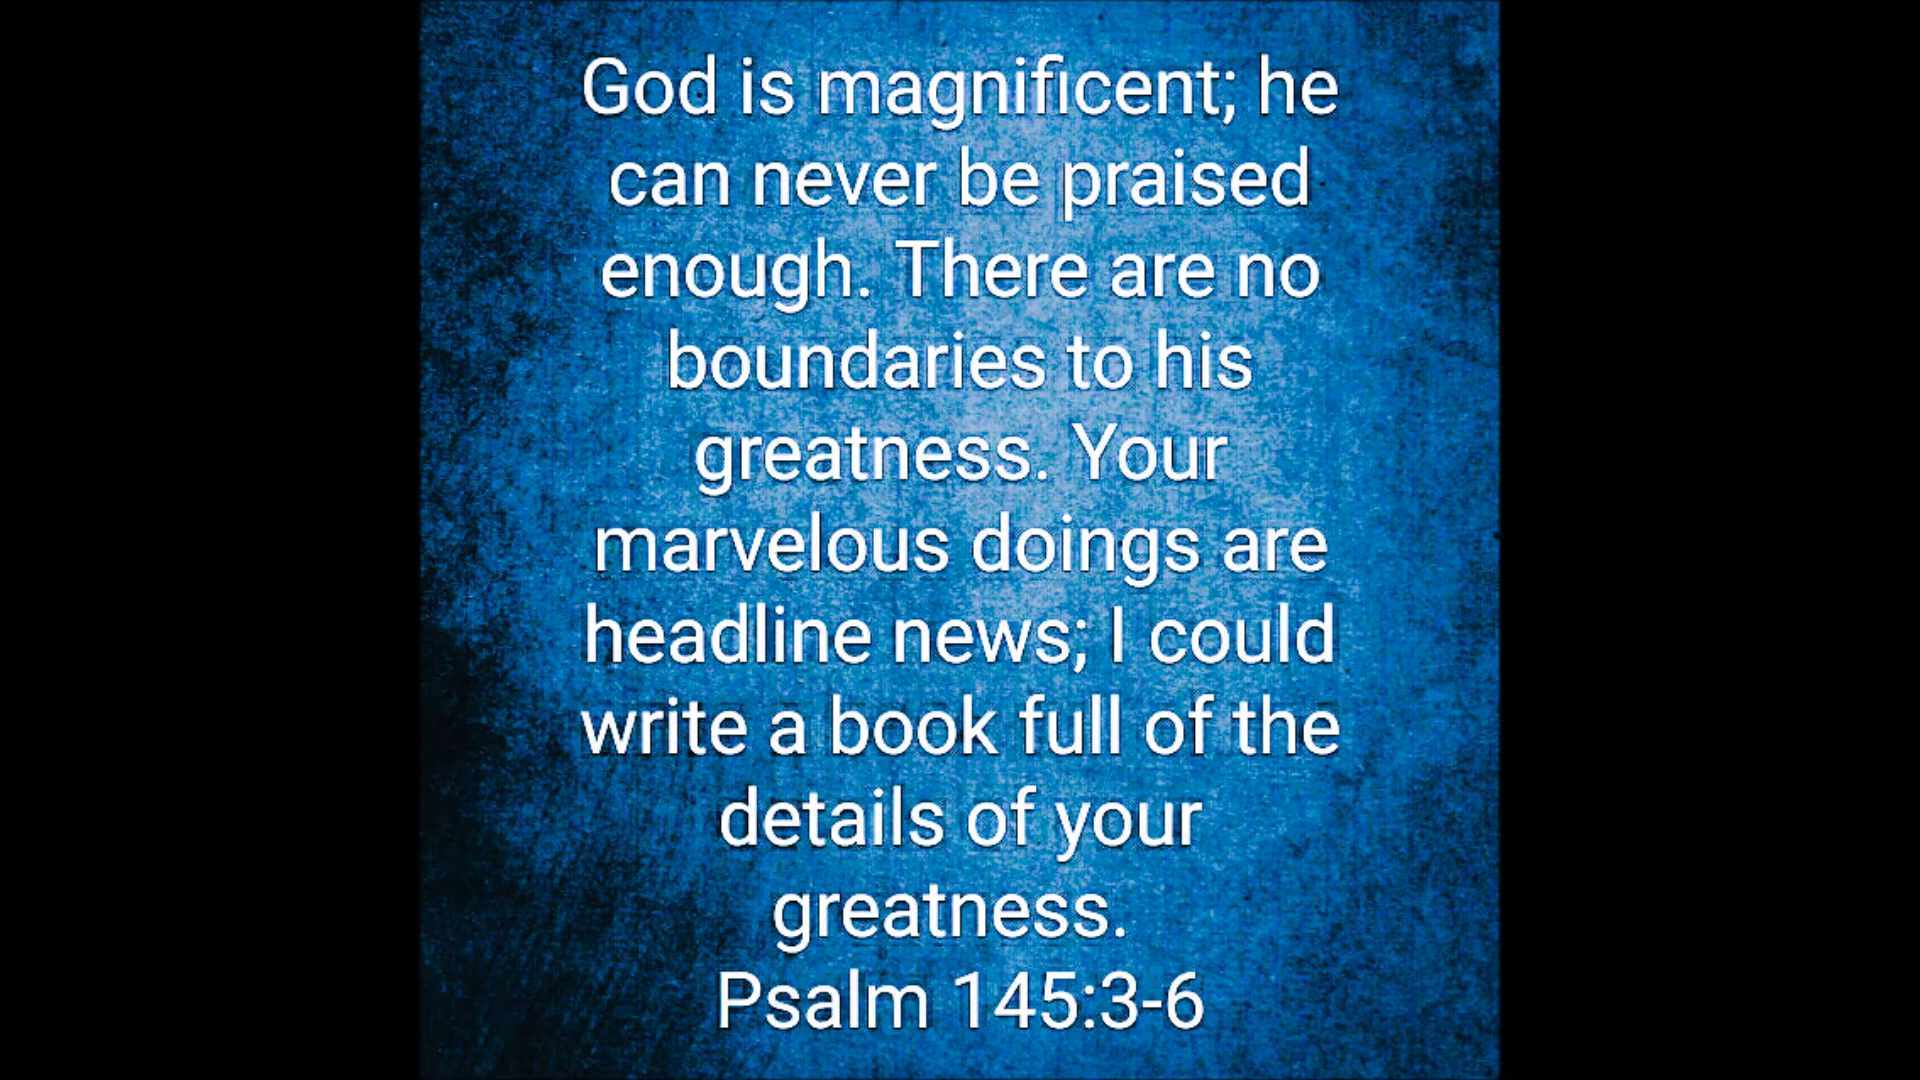 God is magnificent; he
can never be praised
enough. There are no
boundaries to his
greatness. Your
marvelous doings are
headline news; I could
write a book full of the
details of your
greatness.
Psalm 145:3-6